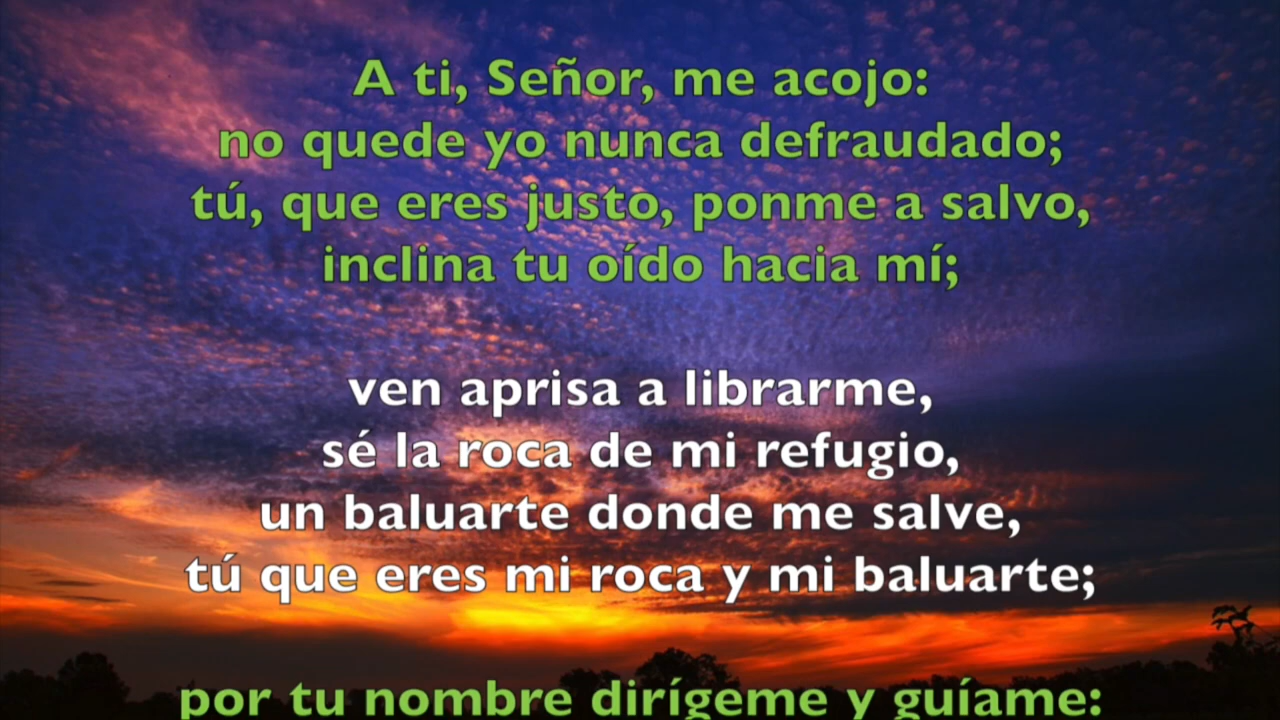 A ti, Señor, me acojo:
no quede yo nunca defraudado;
tú, que eres justo, ponme a salvo,
inclina tu oído hacia mí;
ven aprisa a librarme,
sé la roca de mi refugio,
un baluarte donde me salve,
tú que eres mi roca y mi baluarte;
por tu nombre dirígeme y guíame: